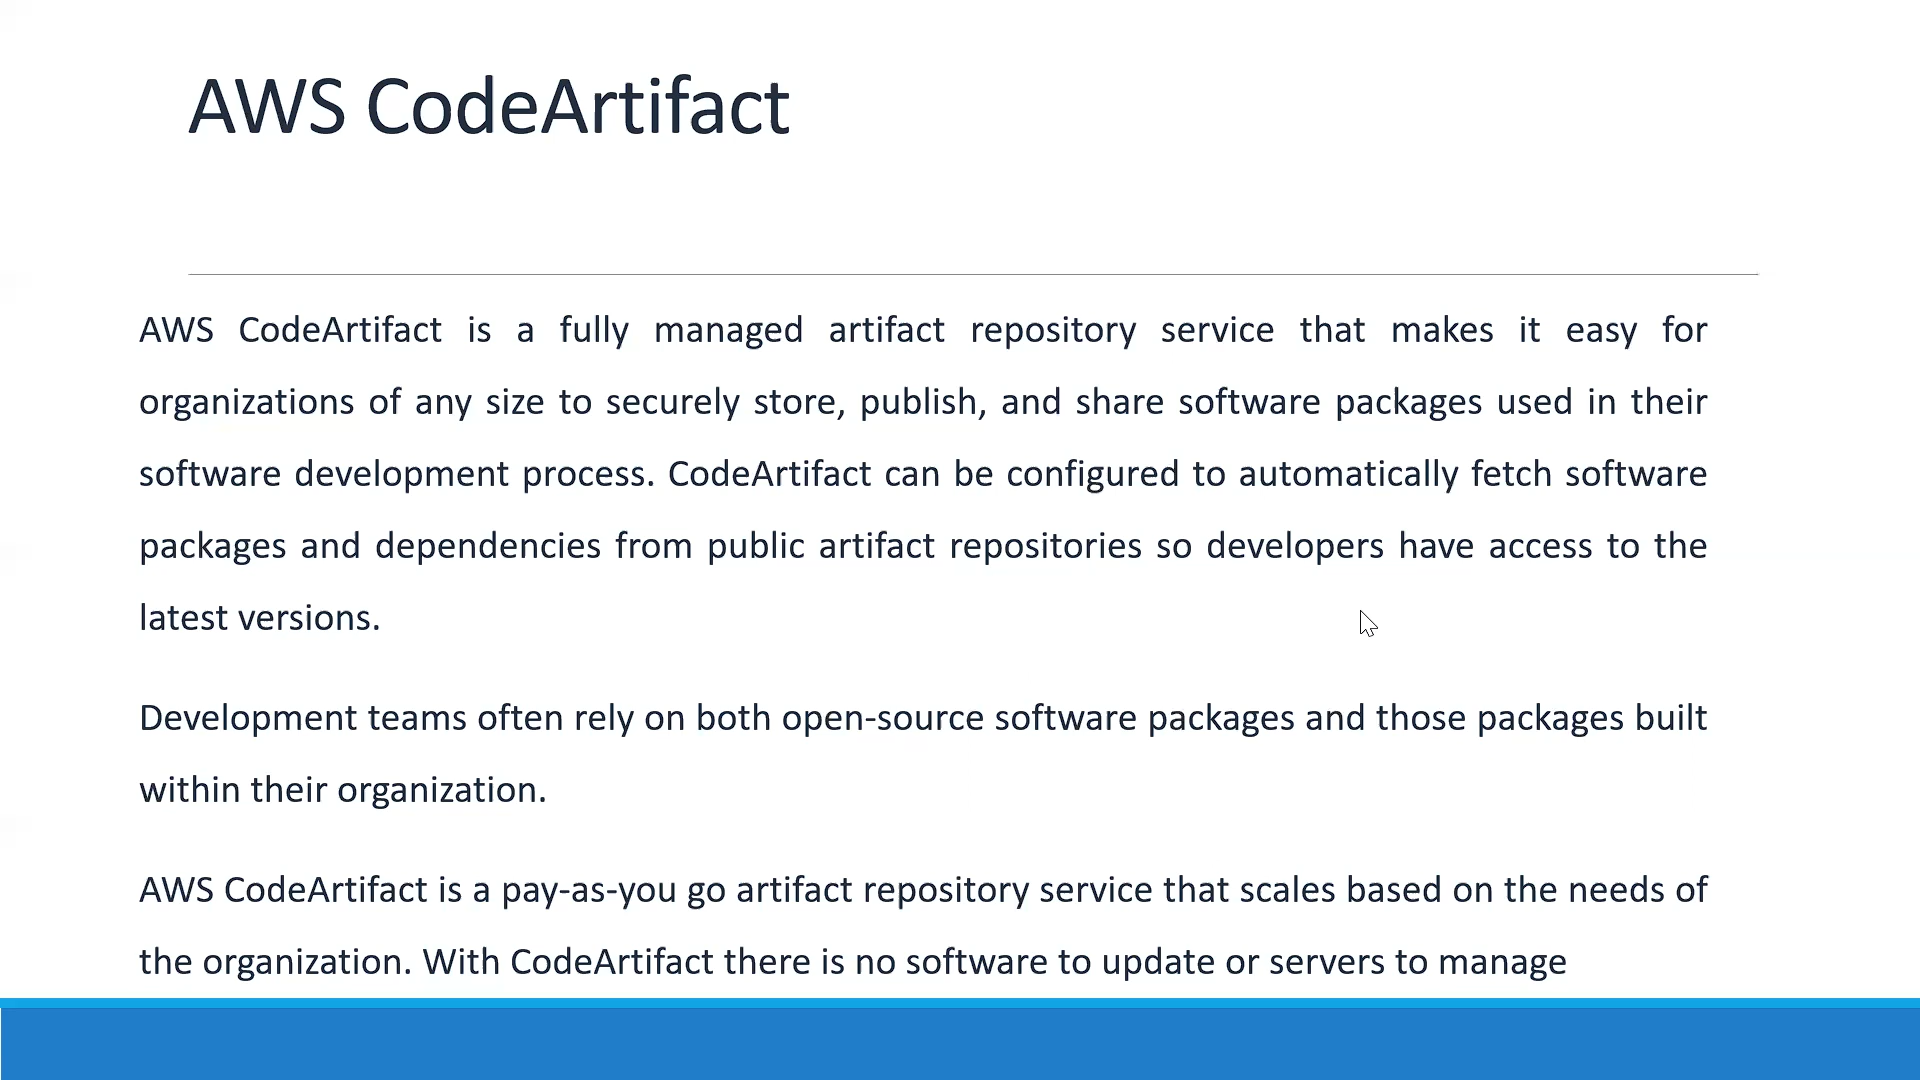 AWS CodeArtifact
AWS CodeArtifact is a fully managed artifact repository service that makes it easy for
organizations of any size to securely store, publish, and share software packages used in their
software development process. CodeArtifact can be configured to automatically fetch software
packages and dependencies from public artifact repositories so developers have access to the
latest versions.
Development teams often rely on both open-source software packages and those packages built
within their organization.
AWS CodeArtifact is a pay-as-you go artifact repository service that scales based on the needs of
the organization. With CodeArtifact there is no software to update or servers to manage